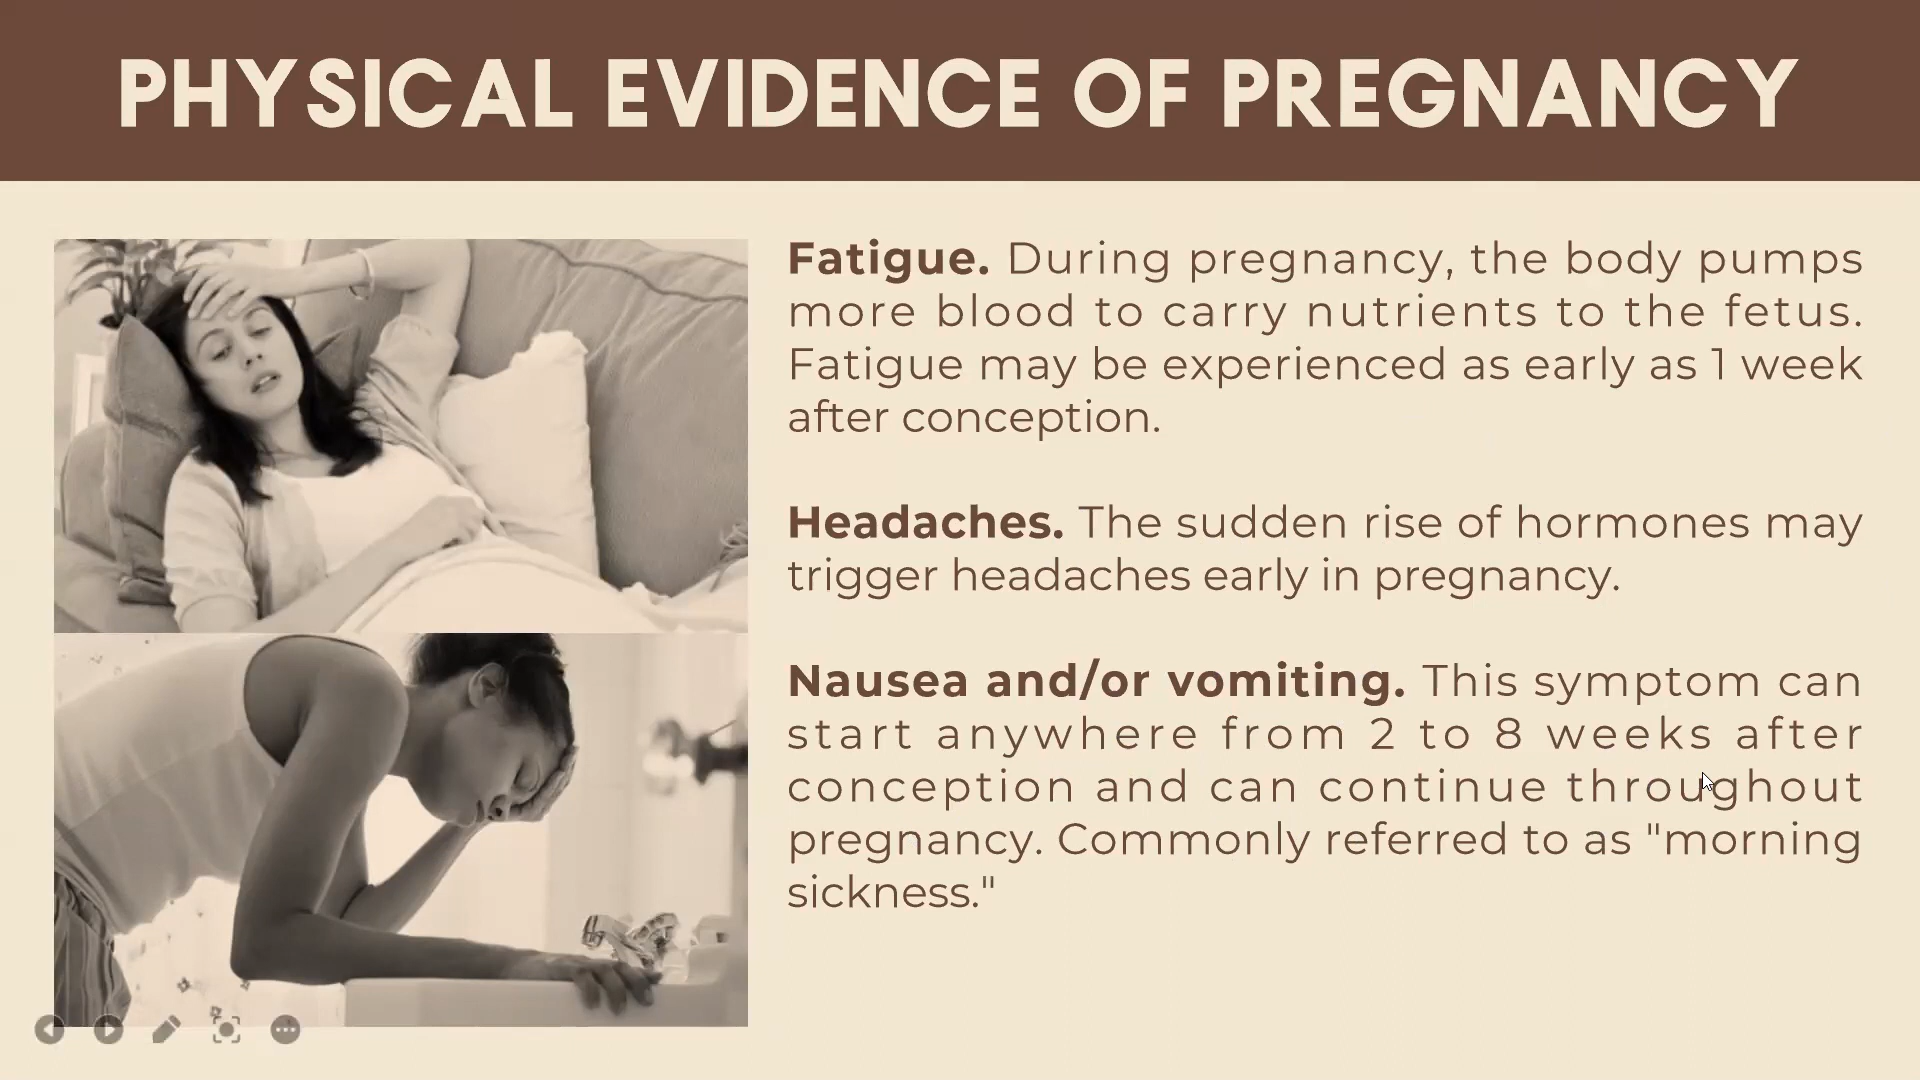 PHYSICAL EVIDENCE OF PREGNANCY
Fatigue. During pregnancy, the body pumps
more blood to carry nutrients to the fetus.
Fatigue may be experienced as early as 1 week
after conception.
Headaches. The sudden rise of hormones may
trigger headaches early in pregnancy.
Nausea and/or vomiting. This symptom can
start anywhere from 2 to 8 weeks after
conception and can continue throughout
pregnancy. Commonly referred to as "morning
sickness."